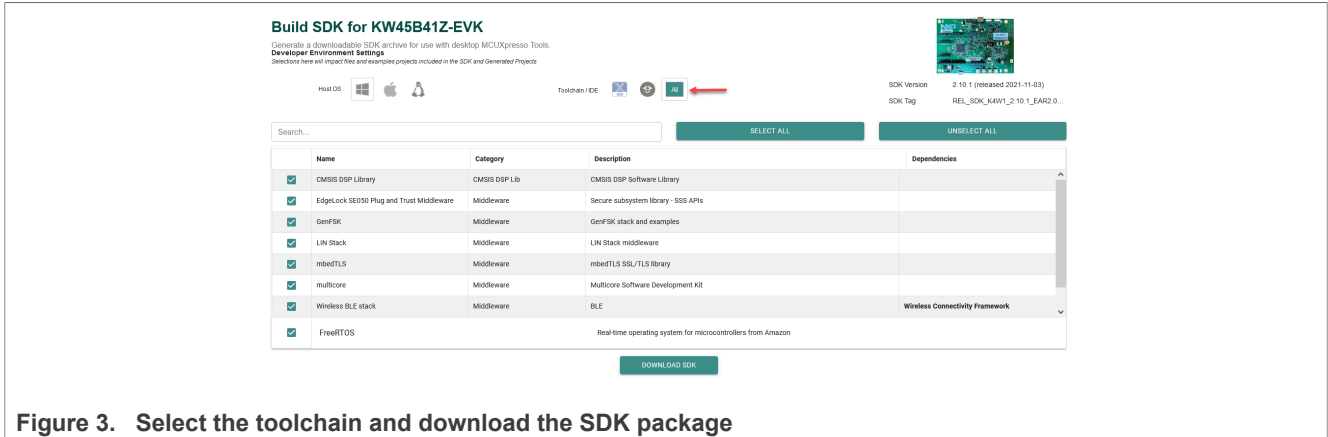 Build SDK for KW45B41Z-EVK
Generate a downloadable SDK archive for use with desktop MCUXpresso Tools.
Developer Environment Settings
Selections here will impact files and examples projects included in the SDK and Generated Projects
Host OS
Toolchain / IDE
All
SDK Version 2.10.1 (released 2021-11-03)
SDK Tag REL_SDK_K4W1_2.10.1_EAR2.0...
Search...
SELECT ALL
UNSELECT ALL
Name Category Description Dependencies
CMSIS DSP Library CMSIS DSP Lib CMSIS DSP Software Library
EdgeLock SE050 Plug and Trust Middleware Middleware Secure subsystem library - SSS APIs
GenFSK Middleware GenFSK stack and examples
LIN Stack Middleware LIN Stack middleware
mbedTLS Middleware mbedTLS SSL/TLS library
multicore Middleware Multicore Software Development Kit
Wireless BLE stack Middleware BLE Wireless Connectivity Framework
FreeRTOS Real-time operating system for microcontrollers from Amazon
DOWNLOAD SDK
Figure 3. Select the toolchain and download the SDK package